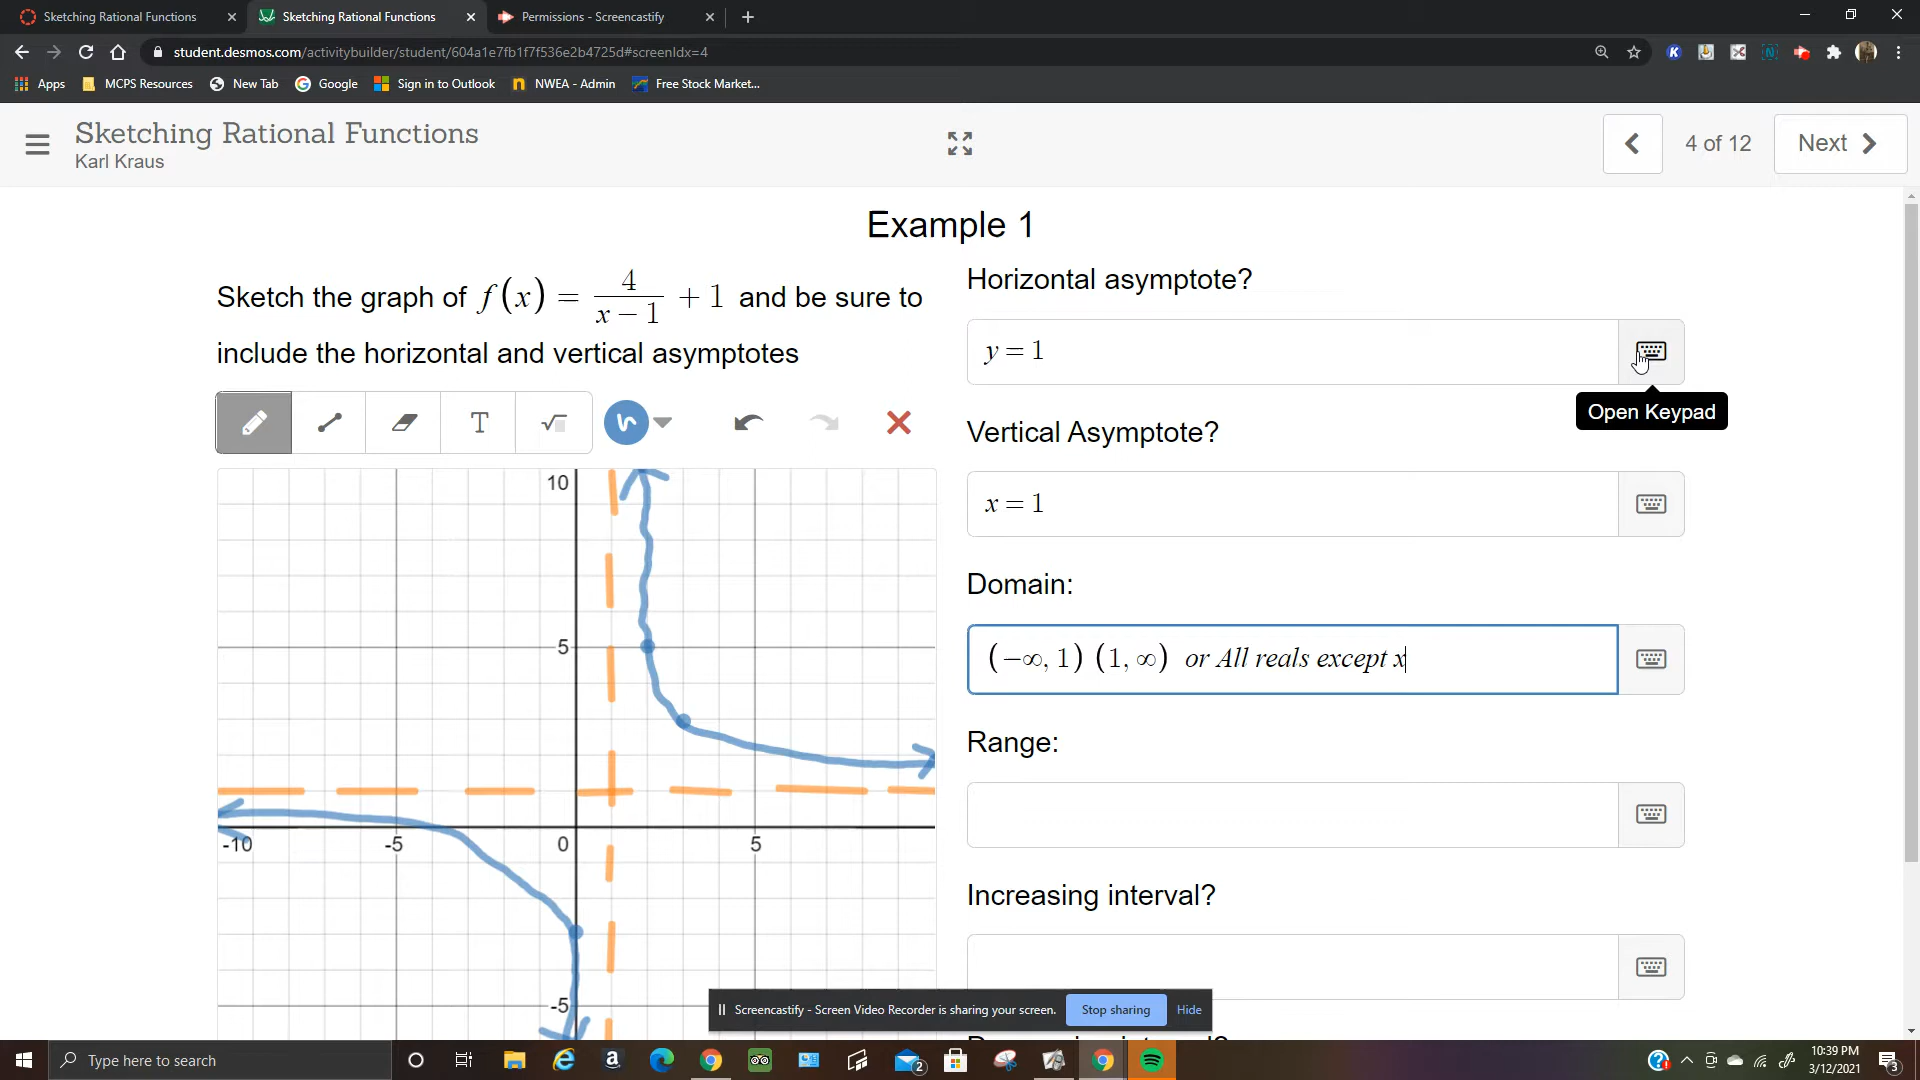 Sketching Rational Functions
Sketching Rational Functions
Permissions - Screencastify
student.desmos.com/activitybuilder/student/604a1e7fb1f7f536e2b4725d#screenIdx=4
Apps MCPS Resources New Tab Google Sign in to Outlook NWEA - Admin Free Stock Market...
Sketching Rational Functions
Karl Kraus
4 of 12
Next
Example 1
Sketch the graph of f(x) = 4/(x − 1) + 1 and be sure to
include the horizontal and vertical asymptotes
T
10
5
-10 -5 0 5
-5
Horizontal asymptote?
y = 1
Open Keypad
Vertical Asymptote?
x = 1
Domain:
(−∞, 1) (1, ∞) or All reals except x
Range:
Increasing interval?
Screencastify - Screen Video Recorder is sharing your screen. Stop sharing Hide
Type here to search
2
10:39 PM
3/12/2021
3